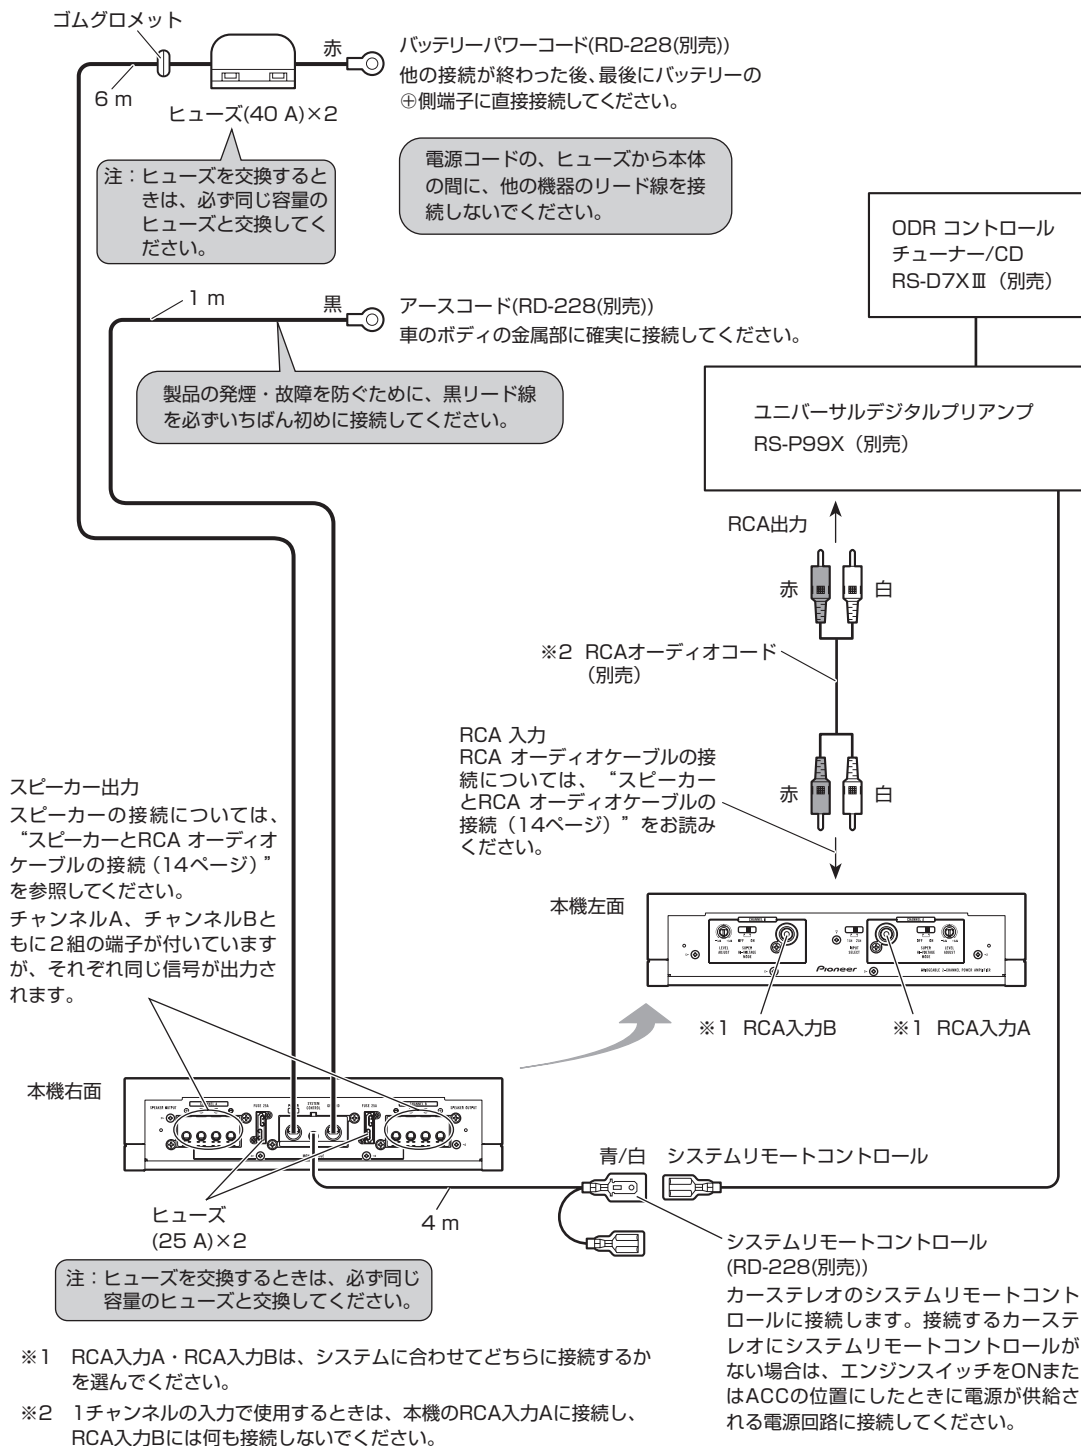 ゴムグロメット
赤
6 m
ヒューズ(40 A)×2
注：ヒューズを交換すると
きは、必ず同じ容量の
ヒューズと交換してく
ださい。
バッテリーパワーコード(RD-228(別売))
他の接続が終わった後、最後にバッテリーの
⊕側端子に直接接続してください。
電源コードの、ヒューズから本体
の間に、他の機器のリード線を接
続しないでください。
1 m
黒
アースコード(RD-228(別売))
車のボディの金属部に確実に接続してください。
製品の発煙・故障を防ぐために、黒リード線
を必ずいちばん初めに接続してください。
ODR コントロール
チューナー/CD
RS-D7XⅢ（別売）
ユニバーサルデジタルプリアンプ
RS-P99X（別売）
RCA出力
赤
白
※2 RCAオーディオコード
（別売）
RCA 入力
RCA オーディオケーブルの接
続については、“スピーカー
とRCA オーディオケーブルの
接続（14ページ）”をお読み
ください。
赤
白
スピーカー出力
スピーカーの接続については、
“スピーカーとRCA オーディオ
ケーブルの接続（14ページ）”
を参照してください。
チャンネルA、チャンネルBと
もに２組の端子が付いています
が、それぞれ同じ信号が出力さ
れます。
本機左面
CHANNEL B
CHANNEL A
LEVEL
ADJUST
OFF ON
SUPER
HI-VOLTAGE
MODE
INPUT
SELECT
OFF ON
SUPER
HI-VOLTAGE
MODE
LEVEL
ADJUST
Pioneer
BRIDGEABLE 2-CHANNEL POWER AMPLIFIER
※1 RCA入力B
※1 RCA入力A
本機右面
SPEAKER OUTPUT
FUSE 25A
SYSTEM
CONTROL
FUSE 25A
SPEAKER OUTPUT
ヒューズ
(25 A)×2
注：ヒューズを交換するときは、必ず同じ
容量のヒューズと交換してください。
4 m
青/白
システムリモートコントロール
システムリモートコントロール
(RD-228(別売))
カーステレオのシステムリモートコント
ロールに接続します。接続するカーステ
レオにシステムリモートコントロールが
ない場合は、エンジンスイッチをONまた
はACCの位置にしたときに電源が供給さ
れる電源回路に接続してください。
※1 RCA入力A・RCA入力Bは、システムに合わせてどちらに接続するか
を選んでください。
※2 1チャンネルの入力で使用するときは、本機のRCA入力Aに接続し、
RCA入力Bには何も接続しないでください。